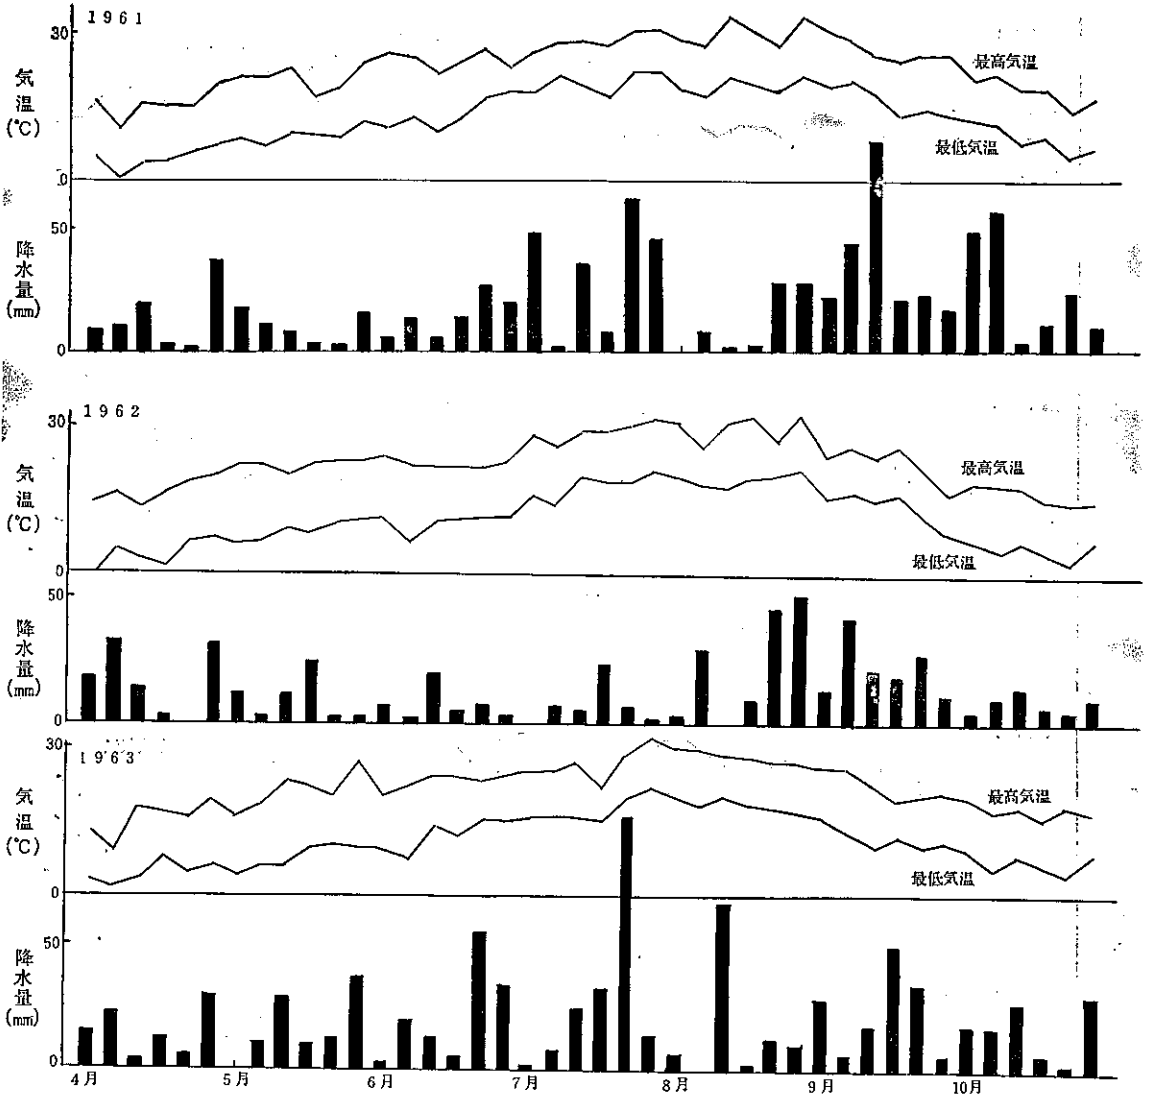 1961
30
気温(℃)
最高気温
最低気温
0
50
降水量(mm)
0
1962
30
気温(℃)
最高気温
最低気温
0
50
降水量(mm)
0
1963
30
気温(℃)
最高気温
最低気温
0
50
降水量(mm)
0
4月 5月 6月 7月 8月 9月 10月